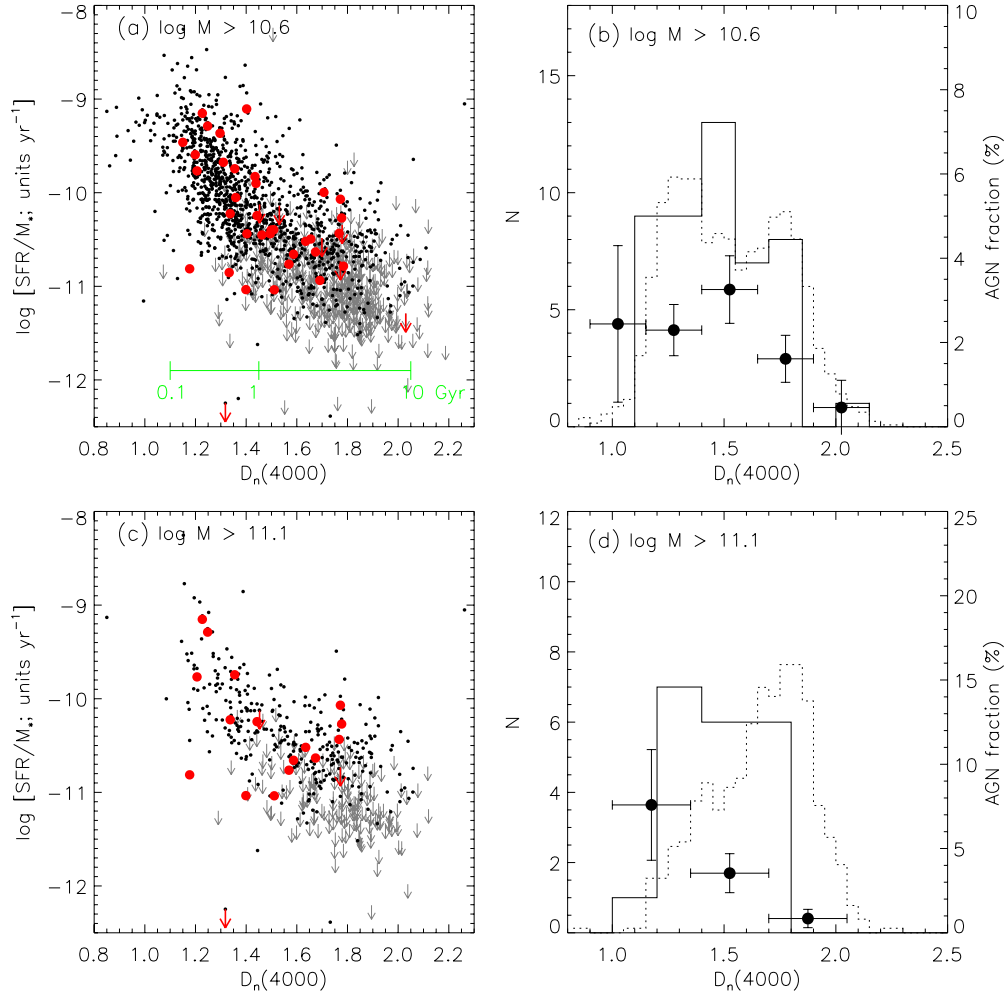 (a) log M > 10.6
-8
-9
-10
-11
-12
log [SFR/M*; units yr⁻¹]
0.1 1 10 Gyr
0.8 1.0 1.2 1.4 1.6 1.8 2.0 2.2
Dn(4000)
(b) log M > 10.6
15
10
5
0
N
10
8
6
4
2
0
AGN fraction (%)
1.0 1.5 2.0 2.5
Dn(4000)
(c) log M > 11.1
-8
-9
-10
-11
-12
log [SFR/M*; units yr⁻¹]
0.8 1.0 1.2 1.4 1.6 1.8 2.0 2.2
Dn(4000)
(d) log M > 11.1
12
10
8
6
4
2
0
N
25
20
15
10
5
0
AGN fraction (%)
1.0 1.5 2.0 2.5
Dn(4000)